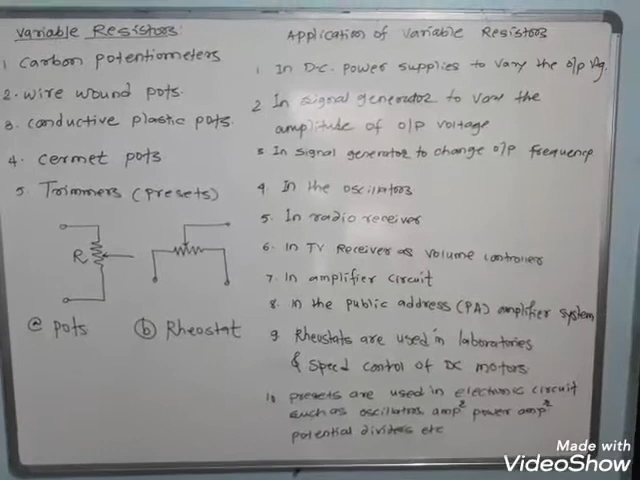 Variable Resistors
1 Carbon potentiometers
2. wire wound pots.
3. conductive plastic pots.
4. cermet pots
5. Trimmers (presets)
R
@ pots
ⓑ Rheostat
Application of variable Resistors
1. In D.C. power supplies to vary the o/p Vg.
2 In signal generator to vary the
amplitude of o/p voltage
3 In signal generator to change o/p frequency
4. In the oscillators
5. In radio receiver
6. In TV Receiver as volume controllers
7. In amplifier circuit
8. In the public address (PA) amplifier system
9 Rheostats are used in laboratories
& speed control of DC motors
10 presets are used in electronic circuit
such as oscillators amp² power amp²
potential dividers etc
Made with
VideoShow